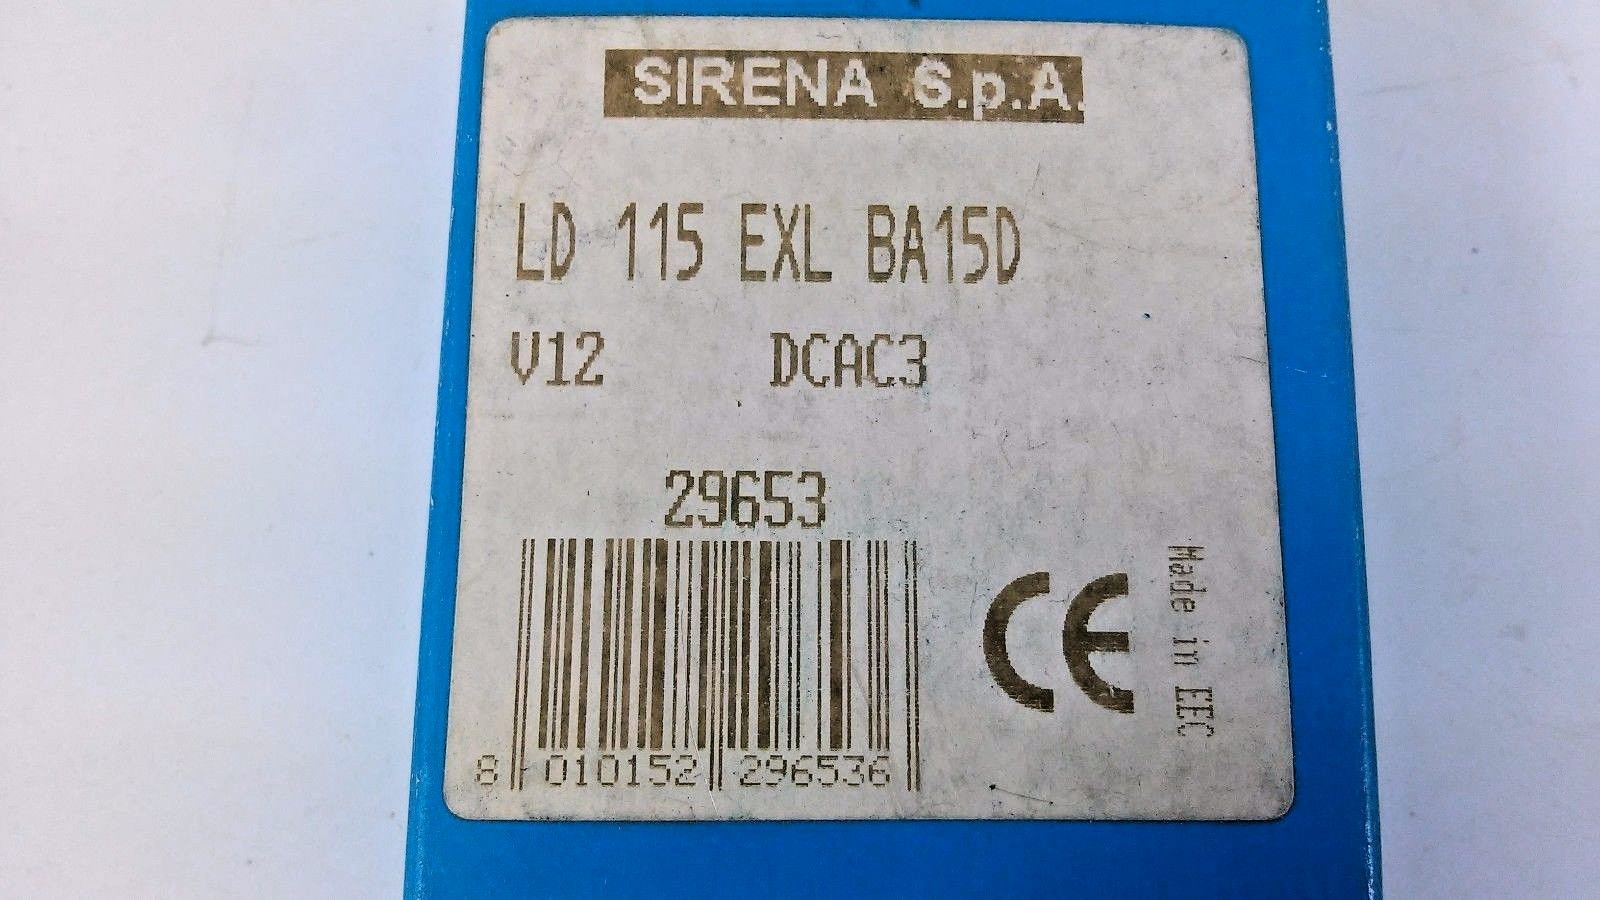 SIRENA S.p.A.
LD 115 EXL BA15D
V12 DCAC3
29653
8 010152 296536
CE
Made in EEC